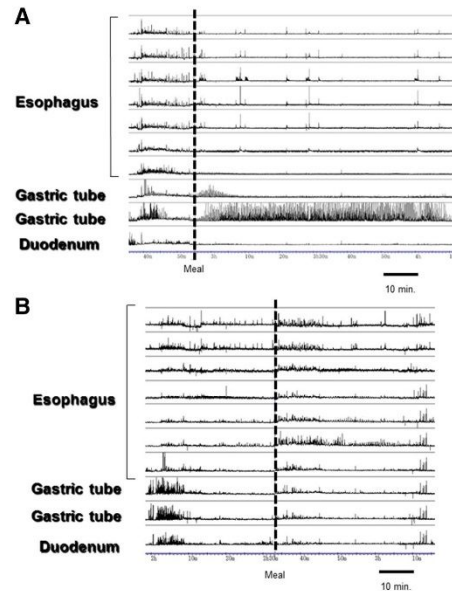 A
Esophagus
Gastric tube
Gastric tube
Duodenum
Meal
10 min.
B
Esophagus
Gastric tube
Gastric tube
Duodenum
Meal
10 min.